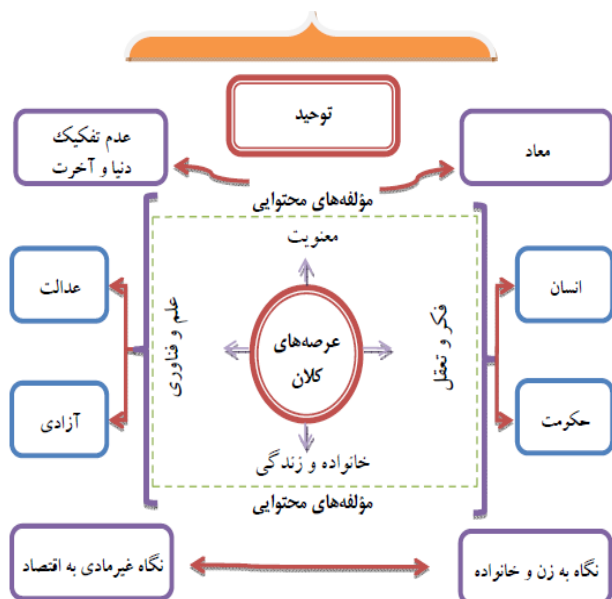 توحید
معاد
عدم تفکیک
دنیا و آخرت
مؤلفه‌های محتوایی
معنویت
انسان
فکر و تعقل
عرصه‌های
کلان
علم و فناوری
عدالت
حکومت
آزادی
خانواده و زندگی
مؤلفه‌های محتوایی
نگاه به زن و خانواده
نگاه غیرمادی به اقتصاد